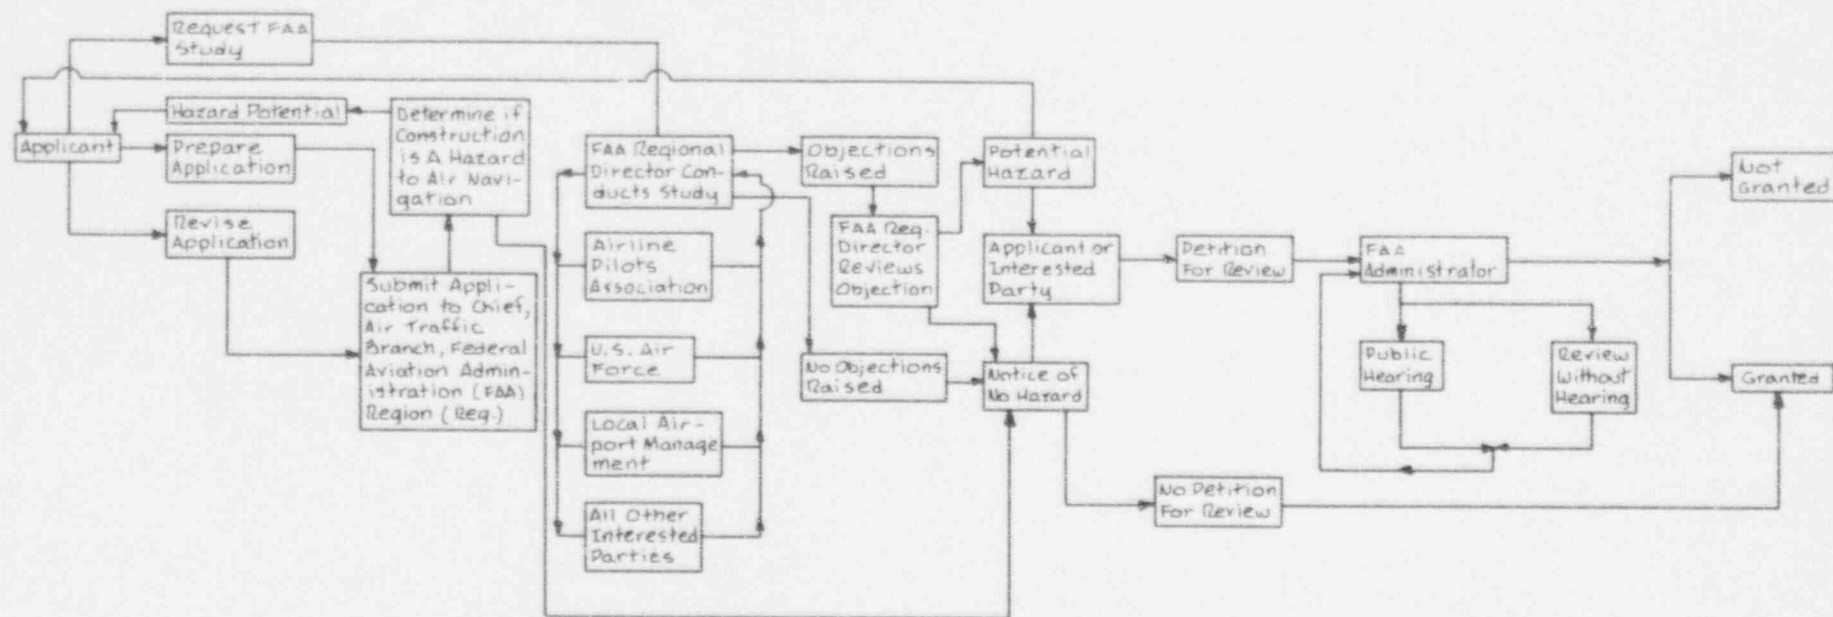 Request FAA
Study
Hazard Potential
Applicant
Prepare
Application
Revise
Application
Determine if
Construction
is A Hazard
to Air Navi-
gation
Submit Appli-
cation to Chief,
Air Traffic
Branch, Federal
Aviation Admin-
istration (FAA)
Region (Reg.)
FAA Regional
Director Con-
ducts Study
Airline
Pilots
Association
U.S. Air
Force
Local Air-
port Manage
ment
All Other
Interested
Parties
Objections
Raised
FAA Reg.
Director
Reviews
Objection
No Objections
Raised
Potential
Hazard
Applicant or
Interested
Party
Notice of
No Hazard
Petition
For Review
No Petition
For Review
FAA
Administrator
Public
Hearing
Review
Without
Hearing
Not
Granted
Granted